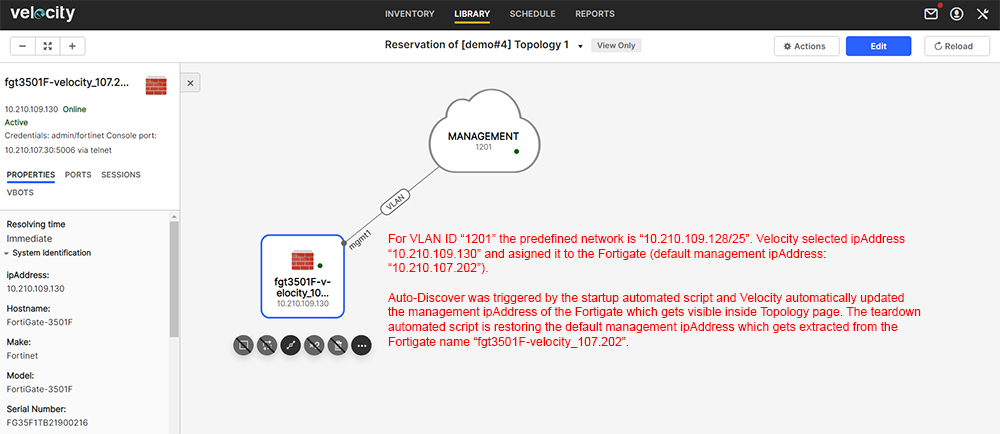 velocity
INVENTORY LIBRARY SCHEDULE REPORTS
Reservation of [demo#4] Topology 1 View Only
Actions Edit Reload
fgt3501F-velocity_107.2...
10.210.109.130 Online
Active
Credentials: admin/fortinet Console port:
10.210.107.30:5006 via telnet
PROPERTIES PORTS SESSIONS
VBOTS
Resolving time
Immediate
System Identification
ipAddress:
10.210.109.130
Hostname:
FortiGate-3501F
Make:
Fortinet
Model:
FortiGate-3501F
Serial Number:
FG35F1TB21900216
MANAGEMENT
1201
VLAN
mgmt1
fgt3501F-v-
elocity_10...
10.210.109.130
For VLAN ID “1201” the predefined network is “10.210.109.128/25”. Velocity selected ipAddress
“10.210.109.130” and asigned it to the Fortigate (default management ipAddress:
“10.210.107.202”).
Auto-Discover was triggered by the startup automated script and Velocity automatically updated
the management ipAddress of the Fortigate which gets visible inside Topology page. The teardown
automated script is restoring the default management ipAddress which gets extracted from the
Fortigate name “fgt3501F-velocity_107.202”.